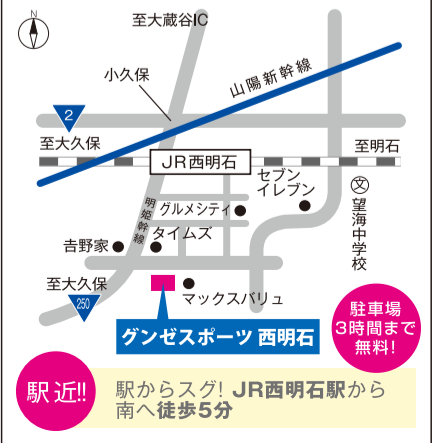 N
至大蔵谷IC
小久保
山陽新幹線
2
至大久保
至明石
JR西明石
セブン
イレブン
明姫幹線
グルメシティ
文
望海中学校
𠮷野家
タイムズ
至大久保
250
マックスバリュ
グンゼスポーツ 西明石
駐車場
3時間まで
無料!
駅近!!
駅からスグ! JR西明石駅から
南へ徒歩5分